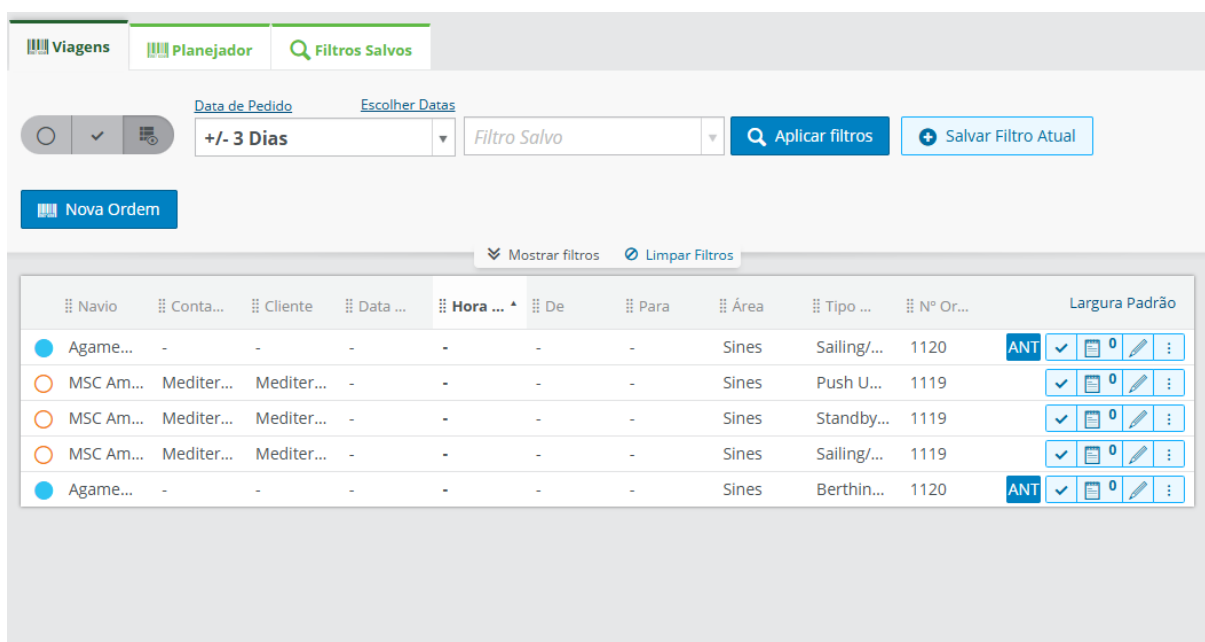 Viagens Planejador Filtros Salvos
Data de Pedido Escolher Datas
+/- 3 Dias Filtro Salvo Aplicar filtros Salvar Filtro Atual
Nova Ordem
Mostrar filtros Limpar Filtros
Navio Conta... Cliente Data ... Hora ... De Para Área Tipo ... Nº Or... Largura Padrão
Agame... - - - - - - Sines Sailing/... 1120 ANT 0
MSC Am... Mediter... Mediter... - - - - Sines Push U... 1119 0
MSC Am... Mediter... Mediter... - - - - Sines Standby... 1119 0
MSC Am... Mediter... Mediter... - - - - Sines Sailing/... 1119 0
Agame... - - - - - - Sines Berthin... 1120 ANT 0